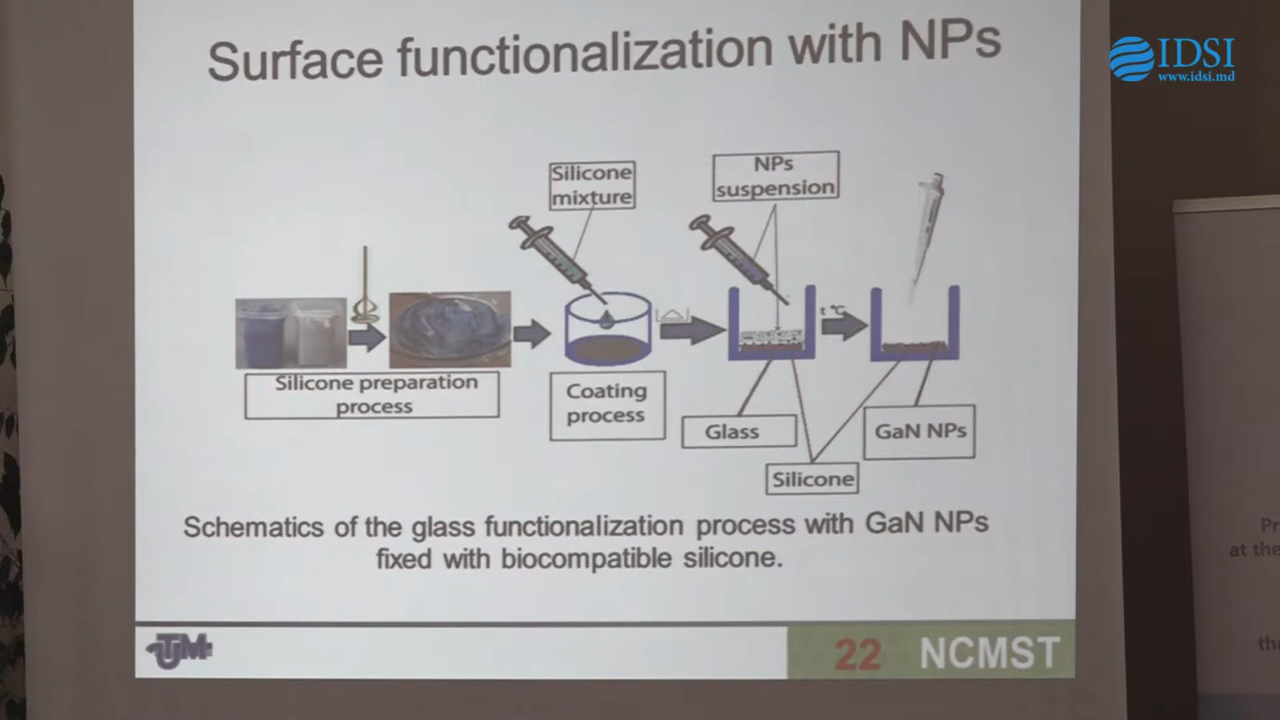 Surface functionalization with NPs
IDSI
www.idsi.md
Silicone
mixture
NPs
suspension
t °C
Silicone preparation
process
Coating
process
Glass
GaN NPs
Silicone
Schematics of the glass functionalization process with GaN NPs
fixed with biocompatible silicone.
UTM
22 NCMST
at the